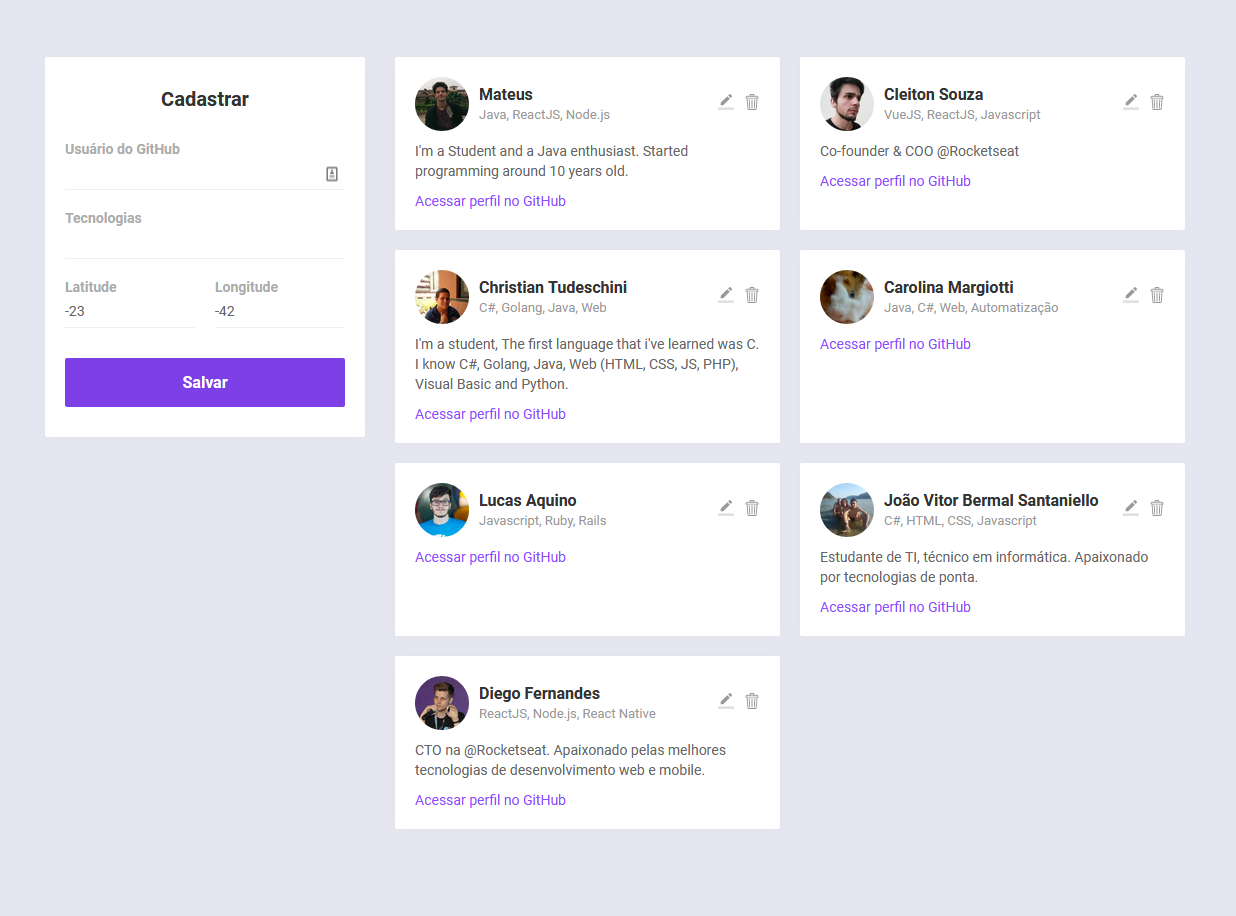 Cadastrar
Usuário do GitHub
Tecnologias
Latitude
Longitude
-23
-42
Salvar
Mateus
Java, ReactJS, Node.js
I'm a Student and a Java enthusiast. Started
programming around 10 years old.
Acessar perfil no GitHub
Cleiton Souza
VueJS, ReactJS, Javascript
Co-founder & COO @Rocketseat
Acessar perfil no GitHub
Christian Tudeschini
C#, Golang, Java, Web
I'm a student, The first language that i've learned was C.
I know C#, Golang, Java, Web (HTML, CSS, JS, PHP),
Visual Basic and Python.
Acessar perfil no GitHub
Carolina Margiotti
Java, C#, Web, Automatização
Acessar perfil no GitHub
Lucas Aquino
Javascript, Ruby, Rails
Acessar perfil no GitHub
João Vitor Bermal Santaniello
C#, HTML, CSS, Javascript
Estudante de TI, técnico em informática. Apaixonado
por tecnologias de ponta.
Acessar perfil no GitHub
Diego Fernandes
ReactJS, Node.js, React Native
CTO na @Rocketseat. Apaixonado pelas melhores
tecnologias de desenvolvimento web e mobile.
Acessar perfil no GitHub